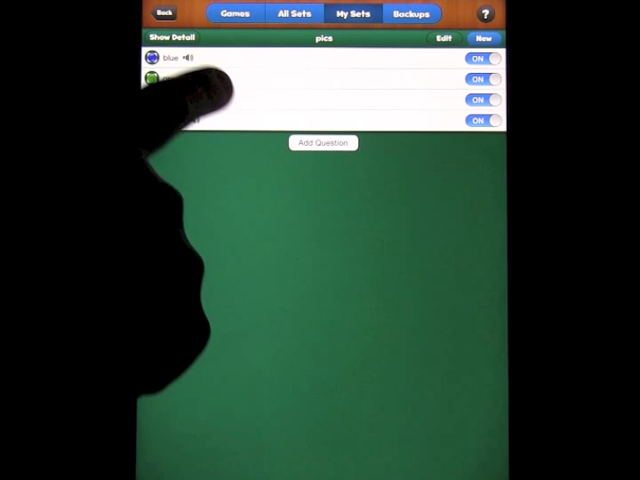 Back Games All Sets My Sets Backups ?
Show Detail pics Edit New
blue ON
ON
ON
ON
Add Question